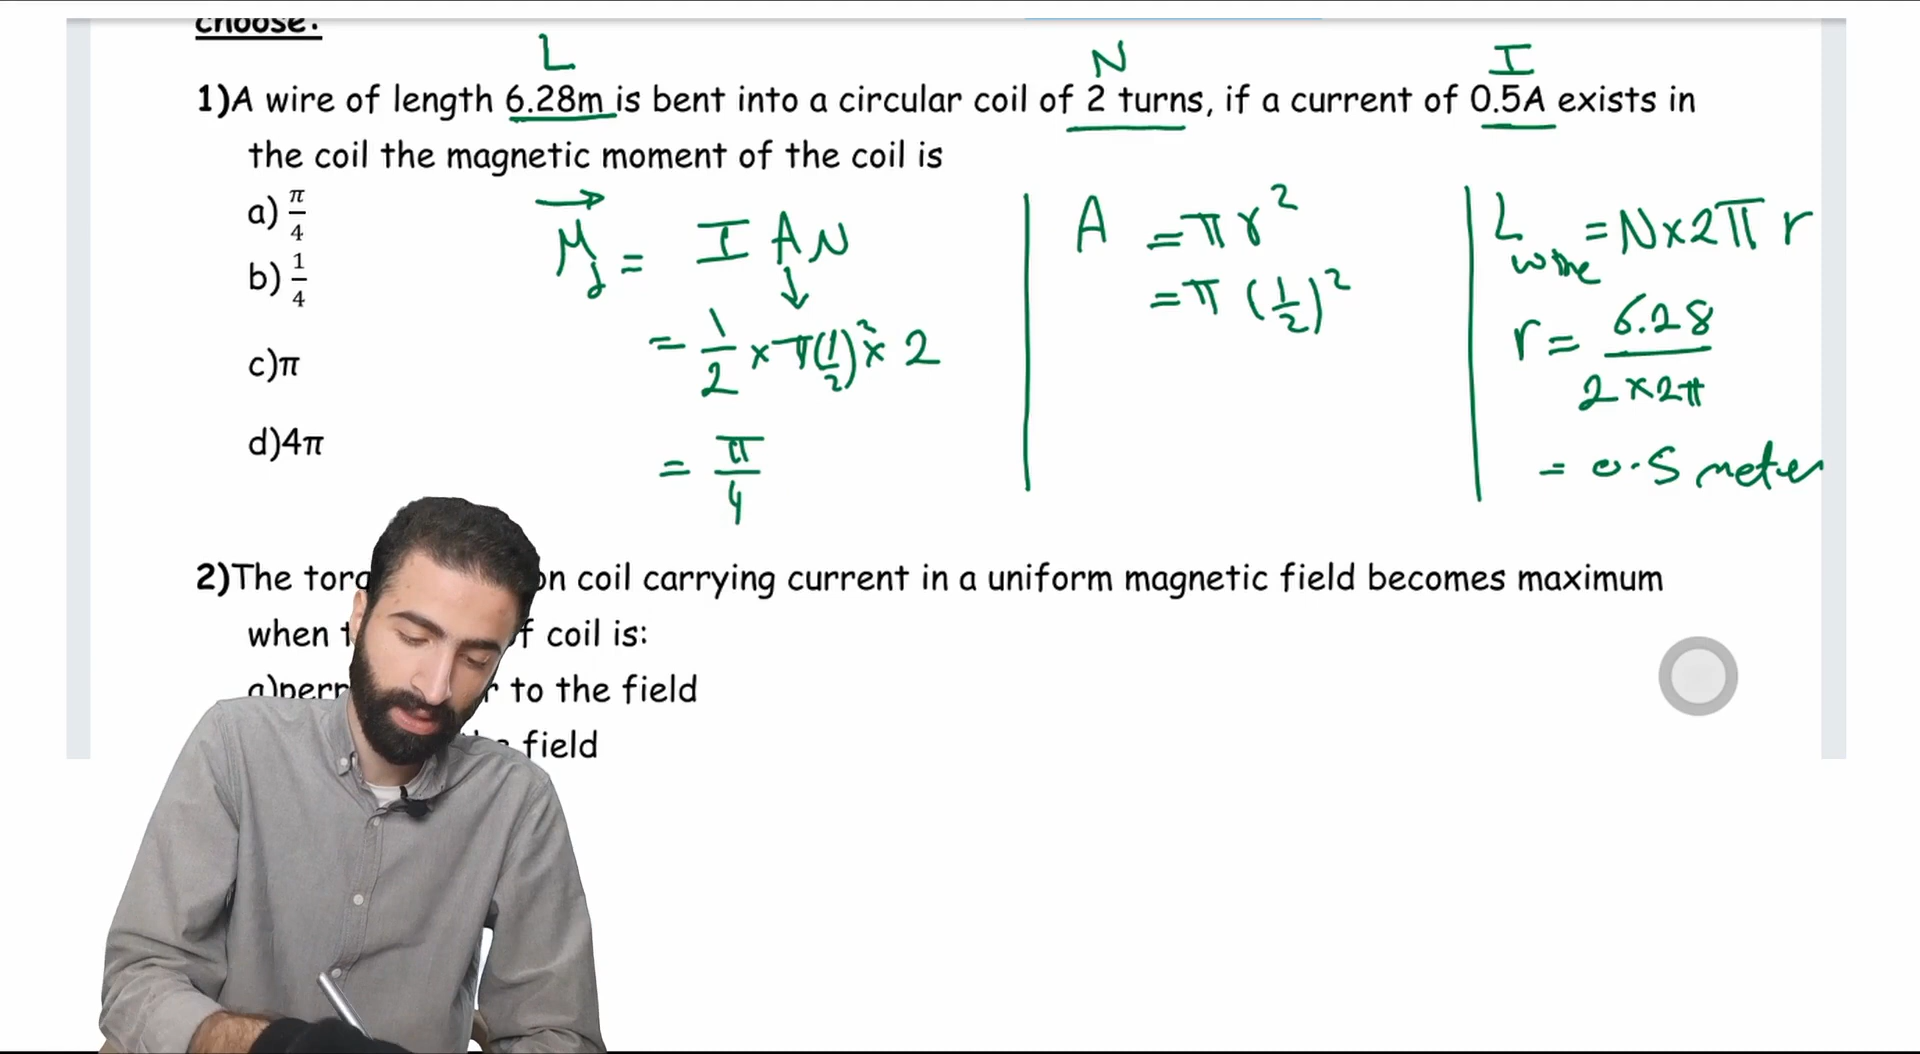 choose:
L N I
1)A wire of length 6.28m is bent into a circular coil of 2 turns, if a current of 0.5A exists in
the coil the magnetic moment of the coil is
a) π/4
b) 1/4
c)π
d)4π
M_d = I A N
= 1/2 × π(1/2)² × 2
= π/4
A = πr²
= π (1/2)²
L wire = N×2π r
r = 6.28 / 2×2π
= 0.5 meter
2)The on coil carrying current in a uniform magnetic field becomes maximum
when coil is:
to the field
field